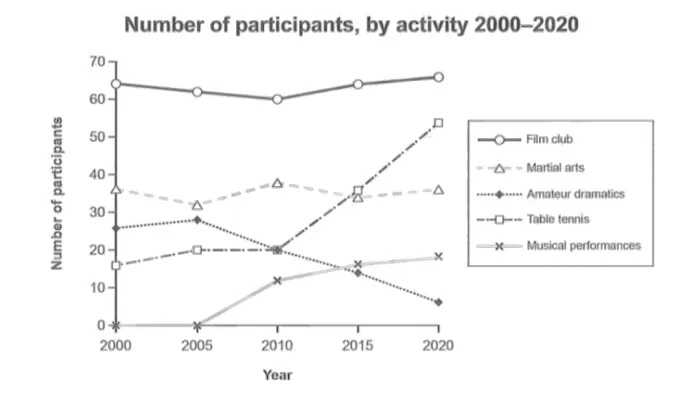 Number of participants, by activity 2000–2020
Number of participants
70
60
50
40
30
20
10
0
2000 2005 2010 2015 2020
Year
Film club
Martial arts
Amateur dramatics
Table tennis
Musical performances